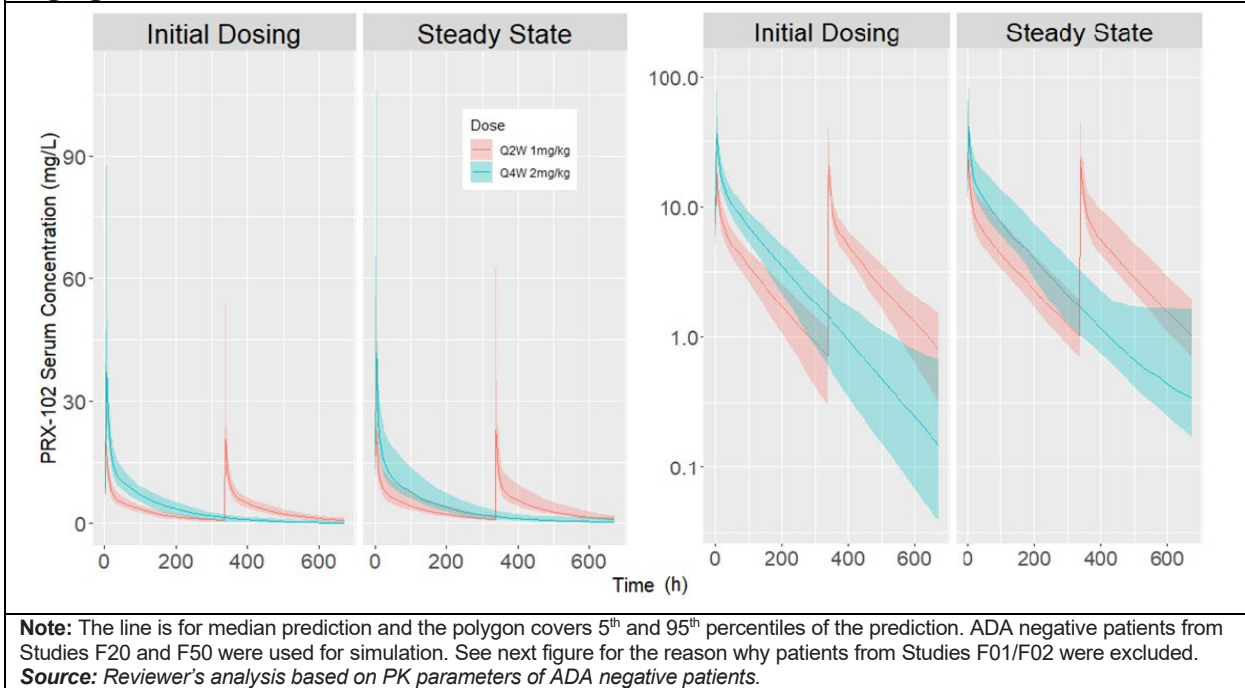 Initial Dosing
Steady State
Initial Dosing
Steady State
PRX-102 Serum Concentration (mg/L)
90
60
30
0
Dose
Q2W 1mg/kg
Q4W 2mg/kg
100.0
10.0
1.0
0.1
0 200 400 600
0 200 400 600
0 200 400 600
0 200 400 600
Time (h)
Note: The line is for median prediction and the polygon covers 5th and 95th percentiles of the prediction. ADA negative patients from
Studies F20 and F50 were used for simulation. See next figure for the reason why patients from Studies F01/F02 were excluded.
Source: Reviewer's analysis based on PK parameters of ADA negative patients.